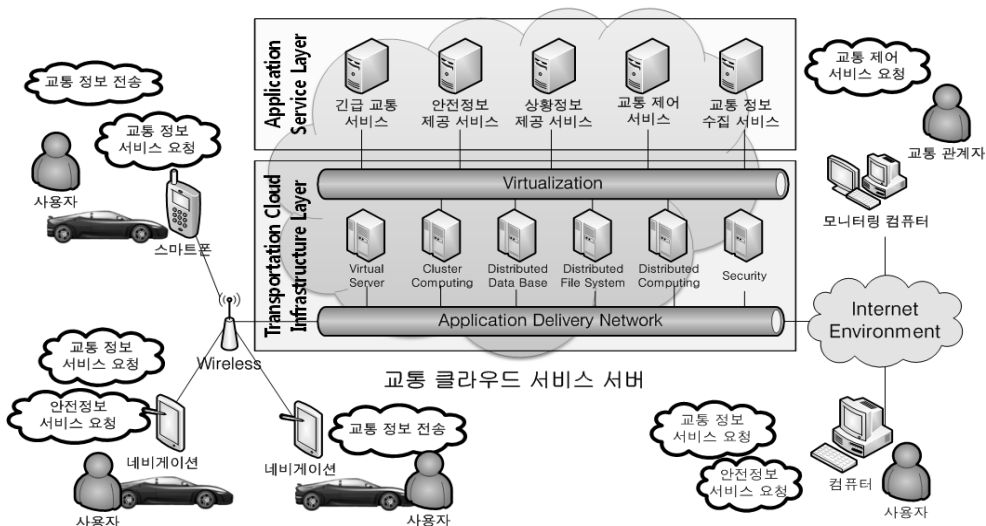 교통 정보 전송
교통 정보
서비스 요청
사용자
스마트폰
Application
Service Layer
긴급 교통
서비스
안전정보
제공 서비스
상황정보
제공 서비스
교통 제어
서비스
교통 정보
수집 서비스
교통 제어
서비스 요청
교통 관계자
모니터링 컴퓨터
Transportation Cloud
Infrastructure Layer
Virtualization
Virtual
Server
Cluster
Computing
Distributed
Data Base
Distributed
File System
Distributed
Computing
Security
Application Delivery Network
Internet
Environment
Wireless
교통 클라우드 서비스 서버
교통 정보
서비스 요청
안전정보
서비스 요청
네비게이션
사용자
네비게이션
교통 정보 전송
사용자
교통 정보
서비스 요청
안전정보
서비스 요청
컴퓨터
사용자